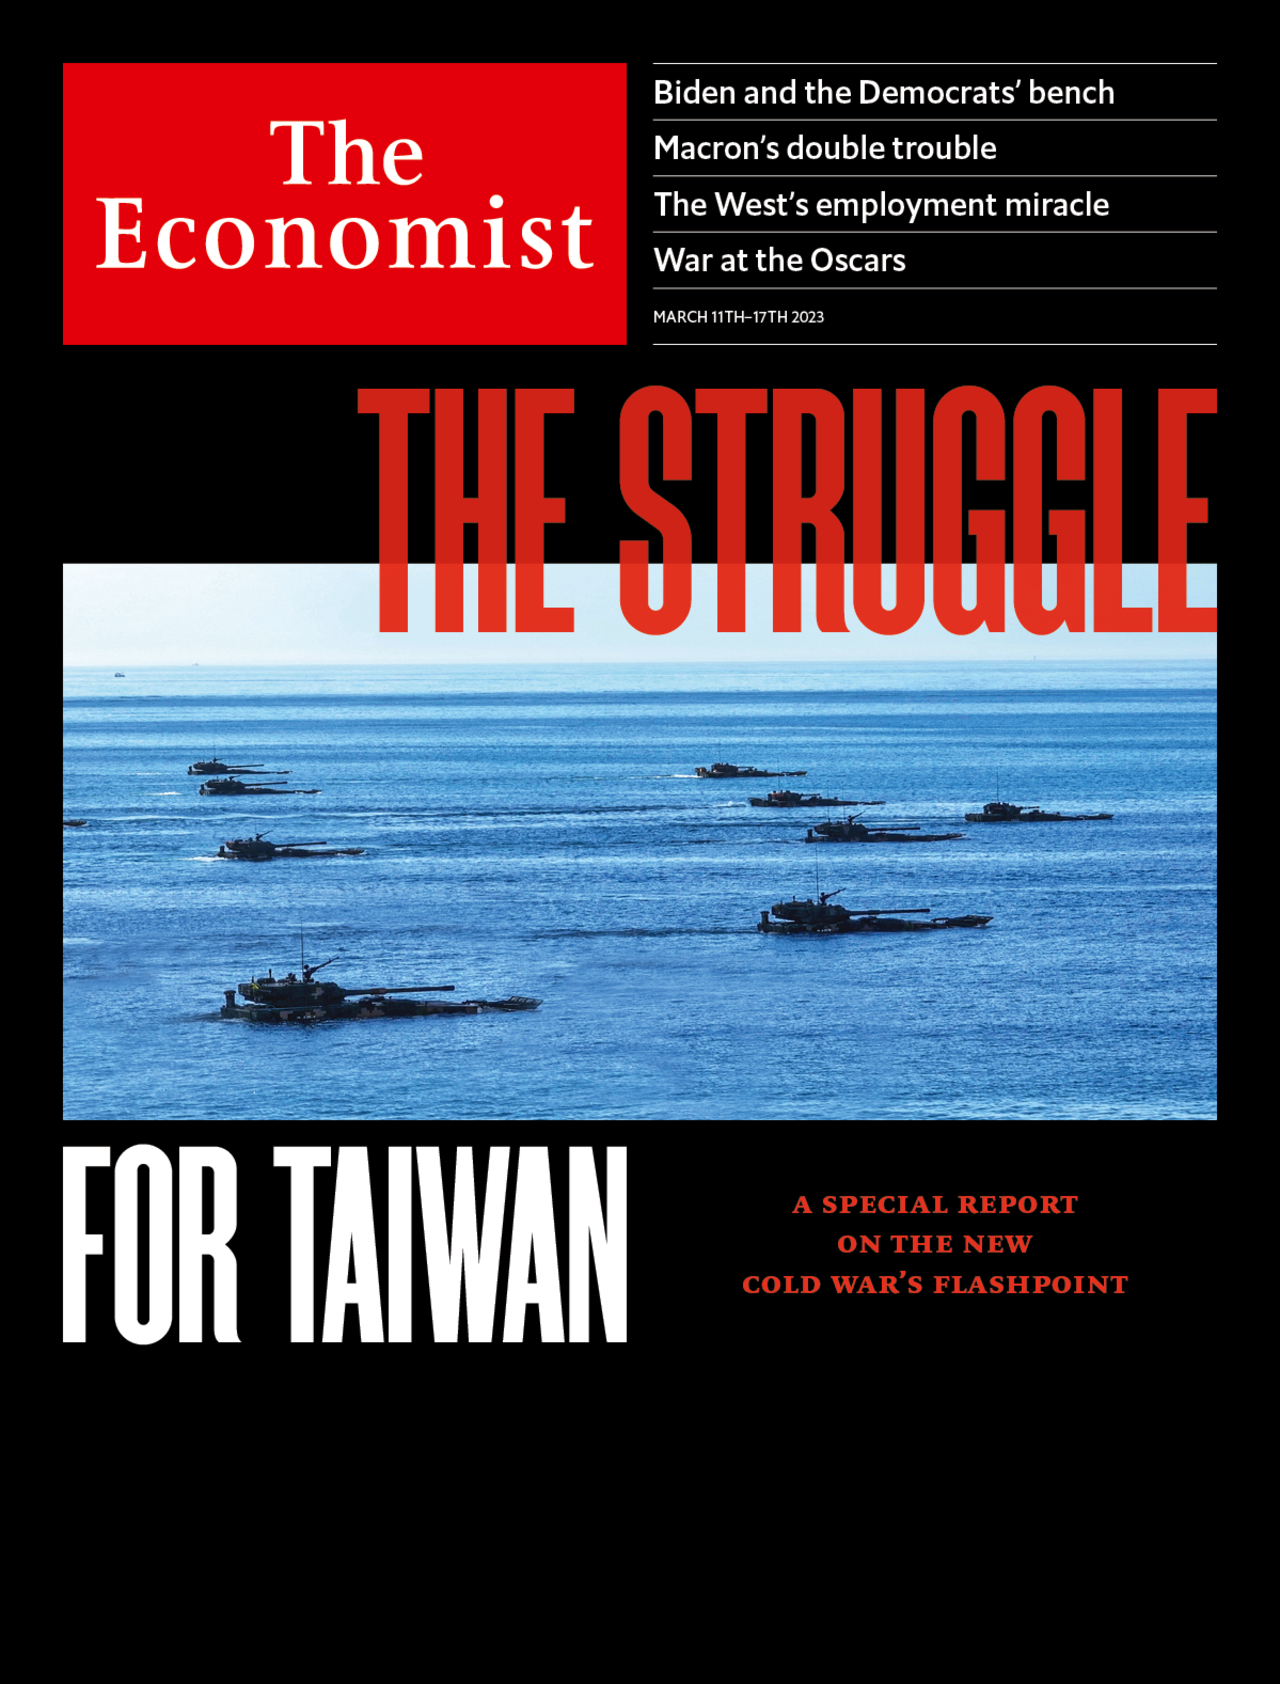 The
Economist
Biden and the Democrats’ bench
Macron’s double trouble
The West’s employment miracle
War at the Oscars
MARCH 11TH–17TH 2023
THE STRUGGLE
FOR TAIWAN
A SPECIAL REPORT
ON THE NEW
COLD WAR’S FLASHPOINT